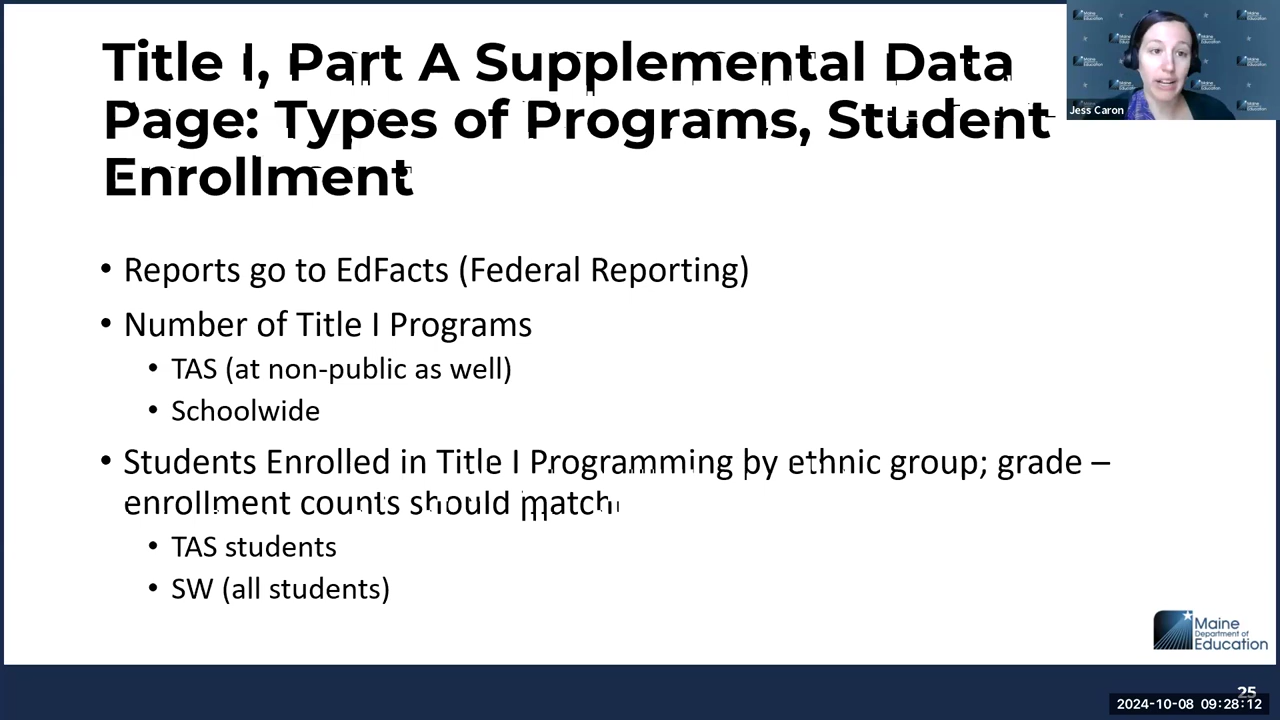 Title I, Part A Supplemental Data
Page: Types of Programs, Student
Enrollment
• Reports go to EdFacts (Federal Reporting)
• Number of Title I Programs
• TAS (at non-public as well)
• Schoolwide
• Students Enrolled in Title I Programming by ethnic group; grade –
enrollment counts should match
• TAS students
• SW (all students)
Jess Caron
Maine
Department of
Education
25
2024-10-08 09:28:12